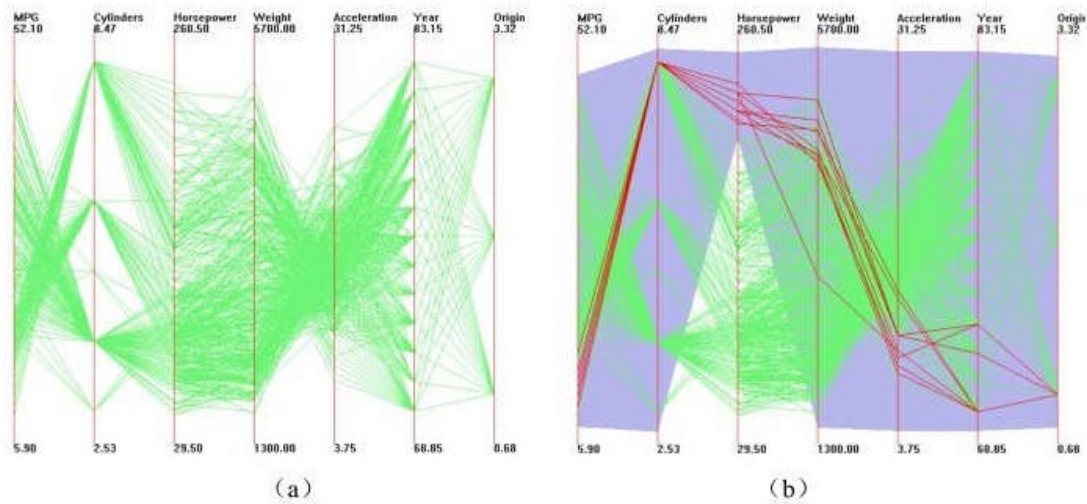 MPG Cylinders Horsepower Weight Acceleration Year Origin
52.10 8.47 260.50 5700.00 31.25 83.15 3.32
5.90 2.53 29.50 1300.00 3.75 68.85 0.68
(a)
MPG Cylinders Horsepower Weight Acceleration Year Origin
52.10 8.47 260.50 5700.00 31.25 83.15 3.32
5.90 2.53 29.50 1300.00 3.75 68.85 0.68
(b)